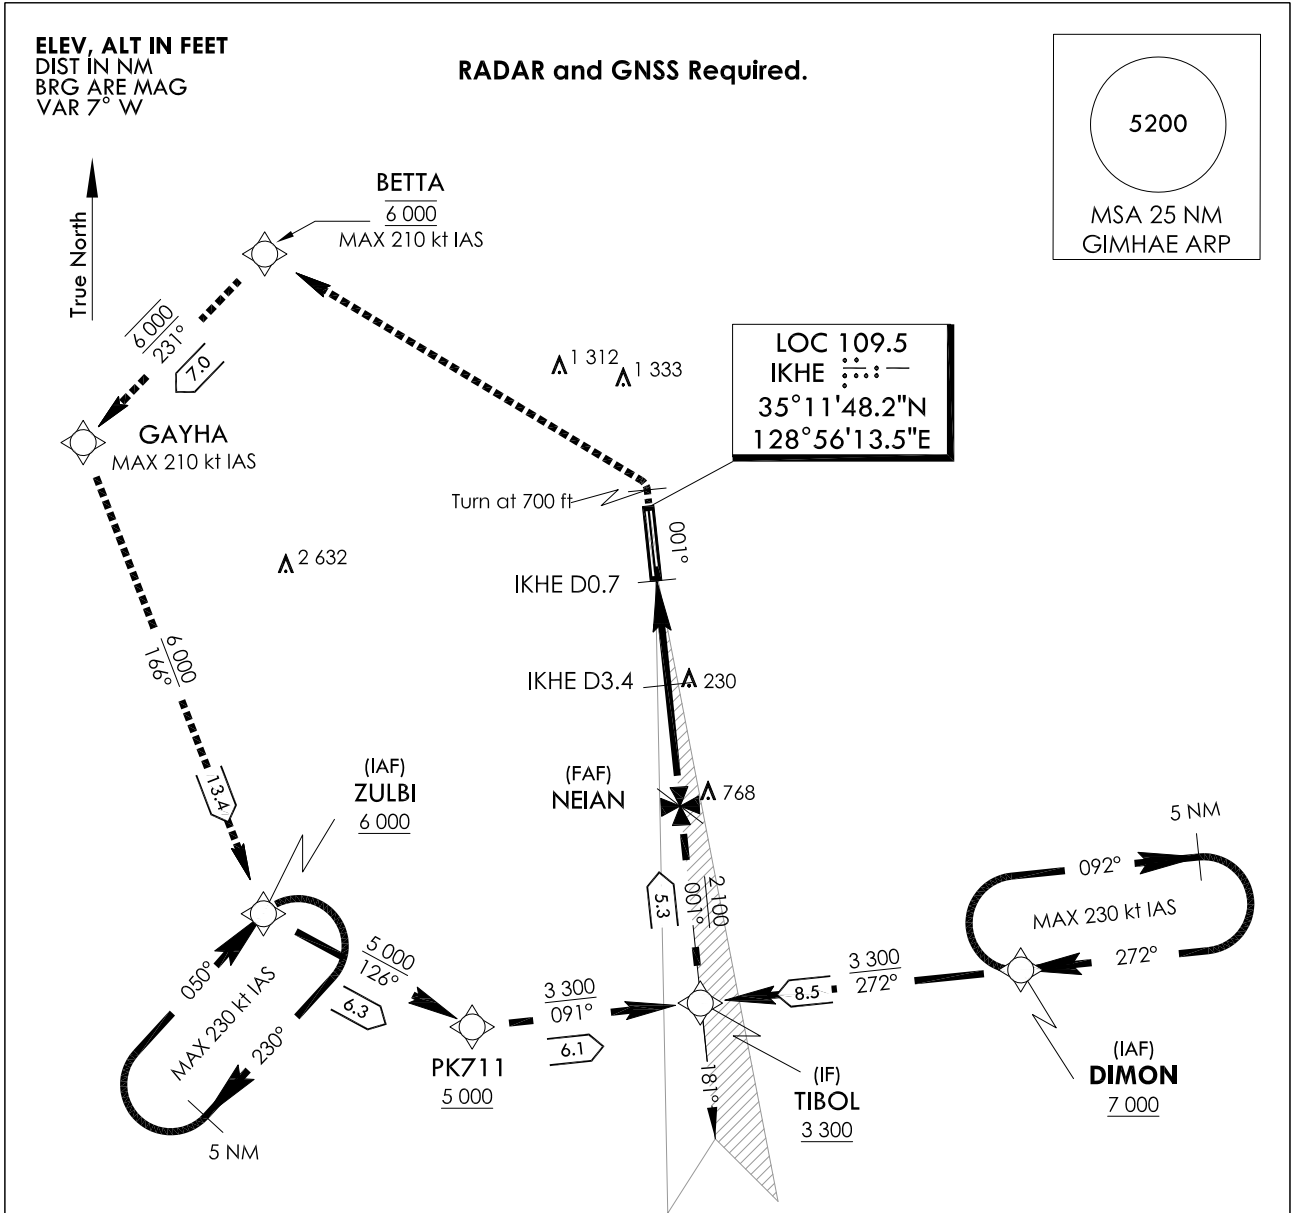 ELEV, ALT IN FEET
DIST IN NM
BRG ARE MAG
VAR 7° W
RADAR and GNSS Required.
5200
MSA 25 NM
GIMHAE ARP
True North
BETTA
6 000
MAX 210 kt IAS
6 000
231°
7.0
GAYHA
MAX 210 kt IAS
1 312
1 333
LOC 109.5
IKHE
35°11'48.2"N
128°56'13.5"E
Turn at 700 ft
001°
2 632
IKHE D0.7
IKHE D3.4
230
6 000
166°
13.4
(IAF)
ZULBI
6 000
(FAF)
NEIAN
768
5 NM
092°
MAX 230 kt IAS
272°
2 100
001°
5.3
050°
MAX 230 kt IAS
230°
5 NM
5 000
126°
6.3
PK711
5 000
3 300
091°
6.1
3 300
272°
8.5
181°
(IF)
TIBOL
3 300
(IAF)
DIMON
7 000